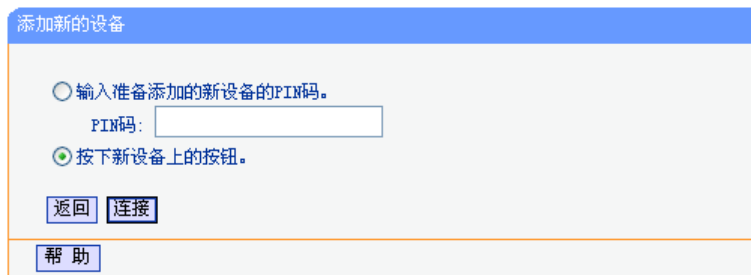 添加新的设备
输入准备添加的新设备的PIN码。
PIN码:
按下新设备上的按钮。
返回 连接
帮 助